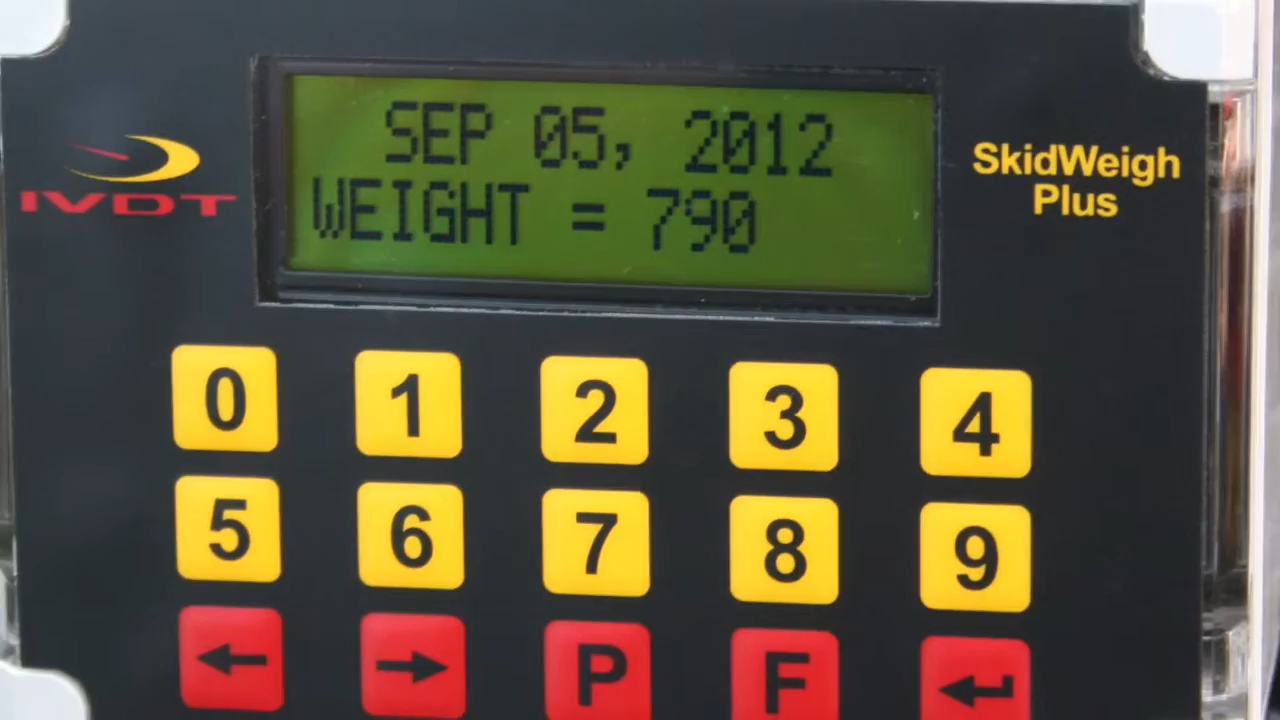 SEP 05, 2012
WEIGHT = 790
IVDT
SkidWeigh
Plus
0 1 2 3 4
5 6 7 8 9
← → P F ↵